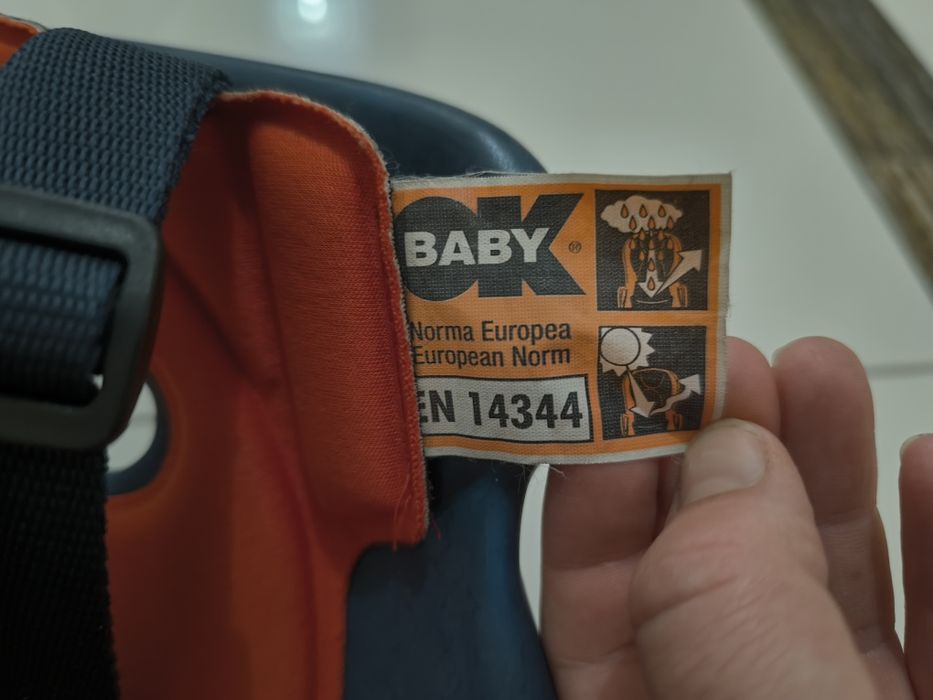 OK
BABY®
Norma Europea
European Norm
EN 14344